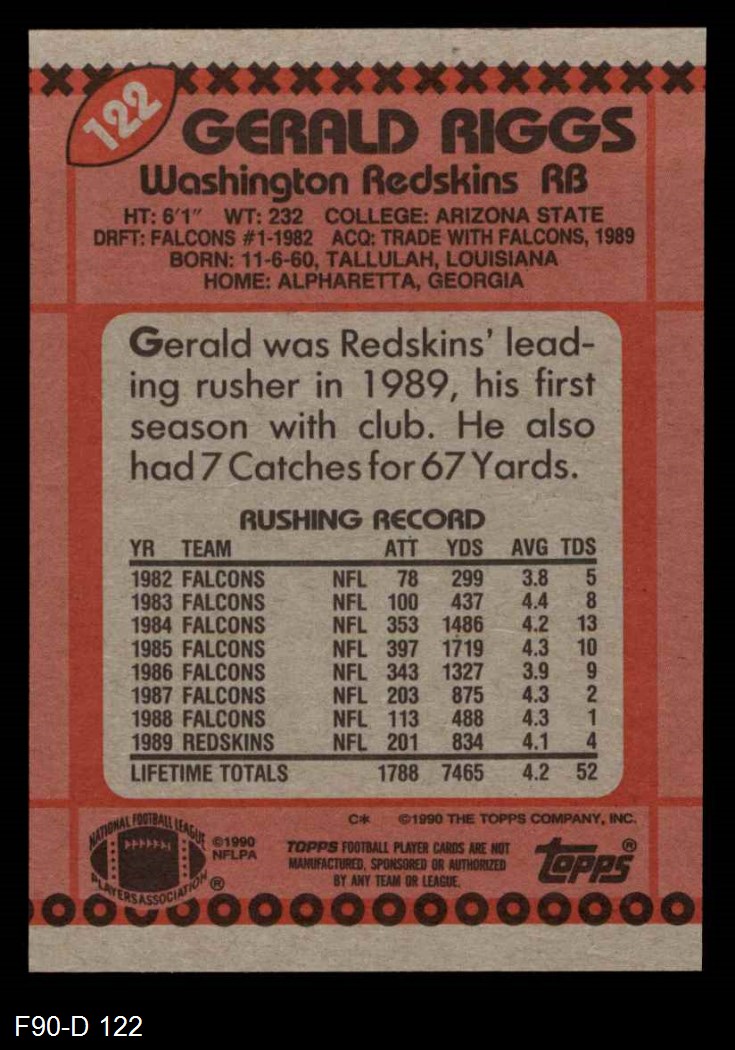 122
GERALD RIGGS
Washington Redskins RB
HT: 6'1" WT: 232 COLLEGE: ARIZONA STATE
DRFT: FALCONS #1-1982 ACQ: TRADE WITH FALCONS, 1989
BORN: 11-6-60, TALLULAH, LOUISIANA
HOME: ALPHARETTA, GEORGIA
Gerald was Redskins' lead-
ing rusher in 1989, his first
season with club. He also
had 7 Catches for 67 Yards.
RUSHING RECORD
YR TEAM ATT YDS AVG TDS
1982 FALCONS NFL 78 299 3.8 5
1983 FALCONS NFL 100 437 4.4 8
1984 FALCONS NFL 353 1486 4.2 13
1985 FALCONS NFL 397 1719 4.3 10
1986 FALCONS NFL 343 1327 3.9 9
1987 FALCONS NFL 203 875 4.3 2
1988 FALCONS NFL 113 488 4.3 1
1989 REDSKINS NFL 201 834 4.1 4
LIFETIME TOTALS 1788 7465 4.2 52
C* ©1990 THE TOPPS COMPANY, INC.
NATIONAL FOOTBALL LEAGUE
PLAYERS ASSOCIATION ®
©1990
NFLPA
TOPPS FOOTBALL PLAYER CARDS ARE NOT
MANUFACTURED, SPONSORED OR AUTHORIZED
BY ANY TEAM OR LEAGUE.
topps®
F90-D 122